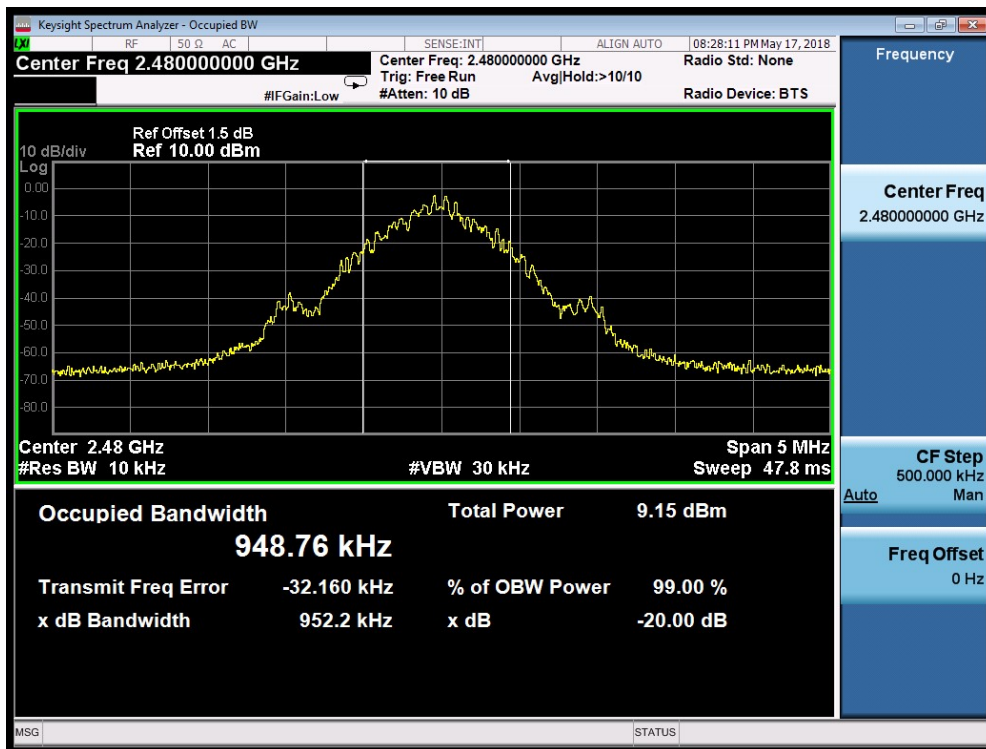 Keysight Spectrum Analyzer - Occupied BW
LXI RF 50 Ω AC SENSE:INT ALIGN AUTO 08:28:11 PM May 17, 2018
Center Freq 2.480000000 GHz
Center Freq: 2.480000000 GHz Radio Std: None
Trig: Free Run Avg|Hold:>10/10
#IFGain:Low #Atten: 10 dB Radio Device: BTS
Ref Offset 1.5 dB
10 dB/div Ref 10.00 dBm
Log
0.00
-10.0
-20.0
-30.0
-40.0
-50.0
-60.0
-70.0
-80.0
Center 2.48 GHz Span 5 MHz
#Res BW 10 kHz #VBW 30 kHz Sweep 47.8 ms
Occupied Bandwidth Total Power 9.15 dBm
948.76 kHz
Transmit Freq Error -32.160 kHz % of OBW Power 99.00 %
x dB Bandwidth 952.2 kHz x dB -20.00 dB
MSG STATUS
Frequency
Center Freq
2.480000000 GHz
CF Step
500.000 kHz
Auto Man
Freq Offset
0 Hz